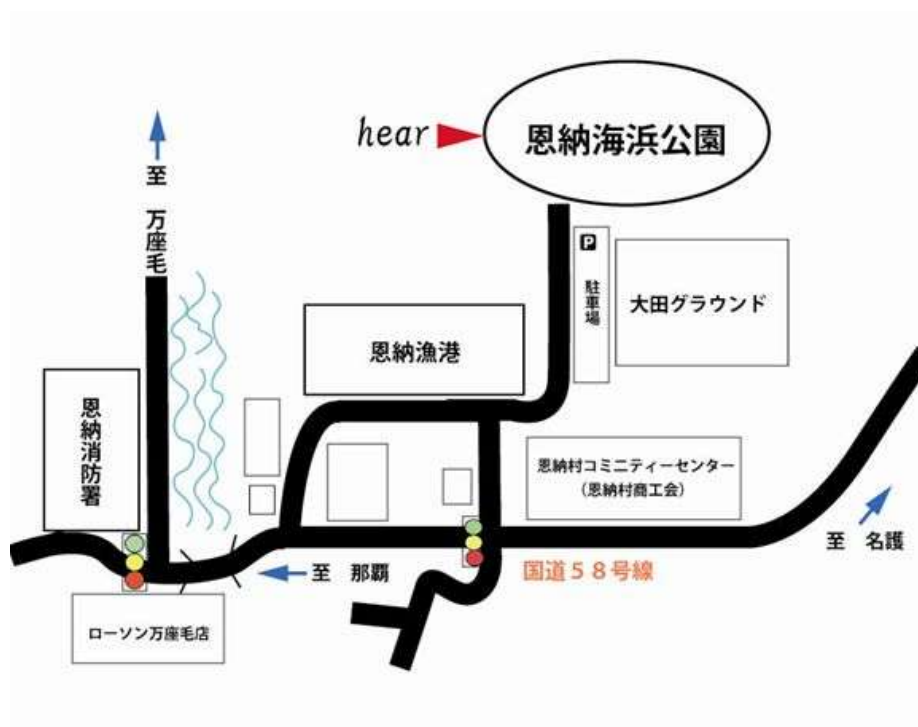 hear
恩納海浜公園
至 万座毛
P
駐車場
大田グラウンド
恩納漁港
恩納消防署
恩納村コミニティーセンター
(恩納村商工会)
至 名護
至 那覇
国道58号線
ローソン万座毛店